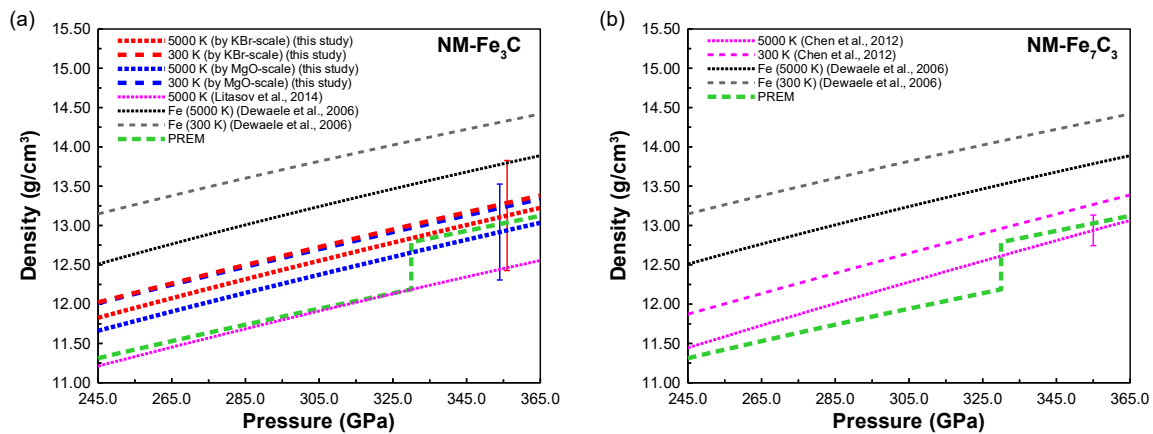 (a)
NM-Fe₃C
5000 K (by KBr-scale) (this study)
300 K (by KBr-scale) (this study)
5000 K (by MgO-scale) (this study)
300 K (by MgO-scale) (this study)
5000 K (Litasov et al., 2014)
Fe (5000 K) (Dewaele et al., 2006)
Fe (300 K) (Dewaele et al., 2006)
PREM
Density (g/cm³)
15.50
15.00
14.50
14.00
13.50
13.00
12.50
12.00
11.50
11.00
245.0 265.0 285.0 305.0 325.0 345.0 365.0
Pressure (GPa)
(b)
NM-Fe₇C₃
5000 K (Chen et al., 2012)
300 K (Chen et al., 2012)
Fe (5000 K) (Dewaele et al., 2006)
Fe (300 K) (Dewaele et al., 2006)
PREM
Density (g/cm³)
15.50
15.00
14.50
14.00
13.50
13.00
12.50
12.00
11.50
11.00
245.0 265.0 285.0 305.0 325.0 345.0 365.0
Pressure (GPa)